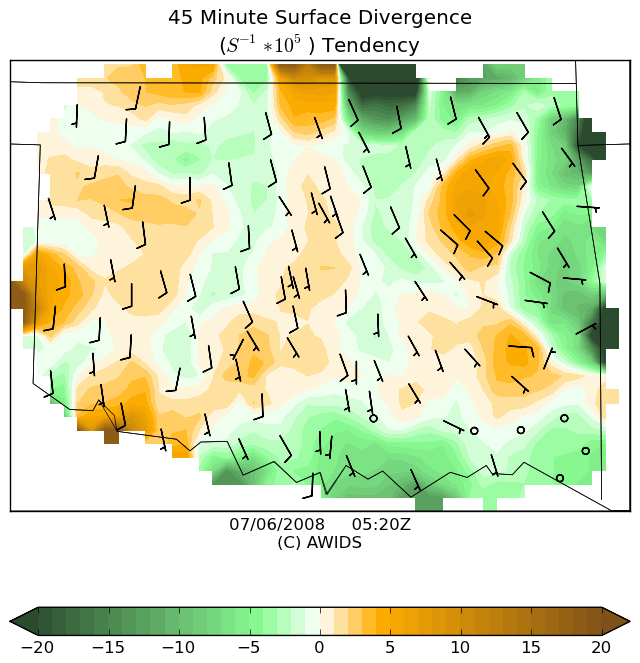 45 Minute Surface Divergence
(S⁻¹ *10⁵ ) Tendency
07/06/2008 05:20Z
(C) AWIDS
−20 −15 −10 −5 0 5 10 15 20